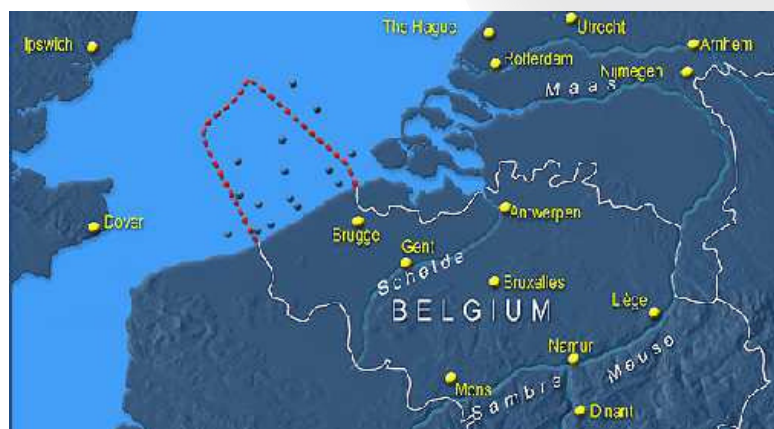 The Hague
Utrecht
Ipswich
Arnhem
Rotterdam
Nijmegen
Maas
Dover
Antwerpen
Brugge
Gent
Schelde
Bruxelles
BELGIUM
Liège
Namur
Meuse
Mons
Sambre
Dinant